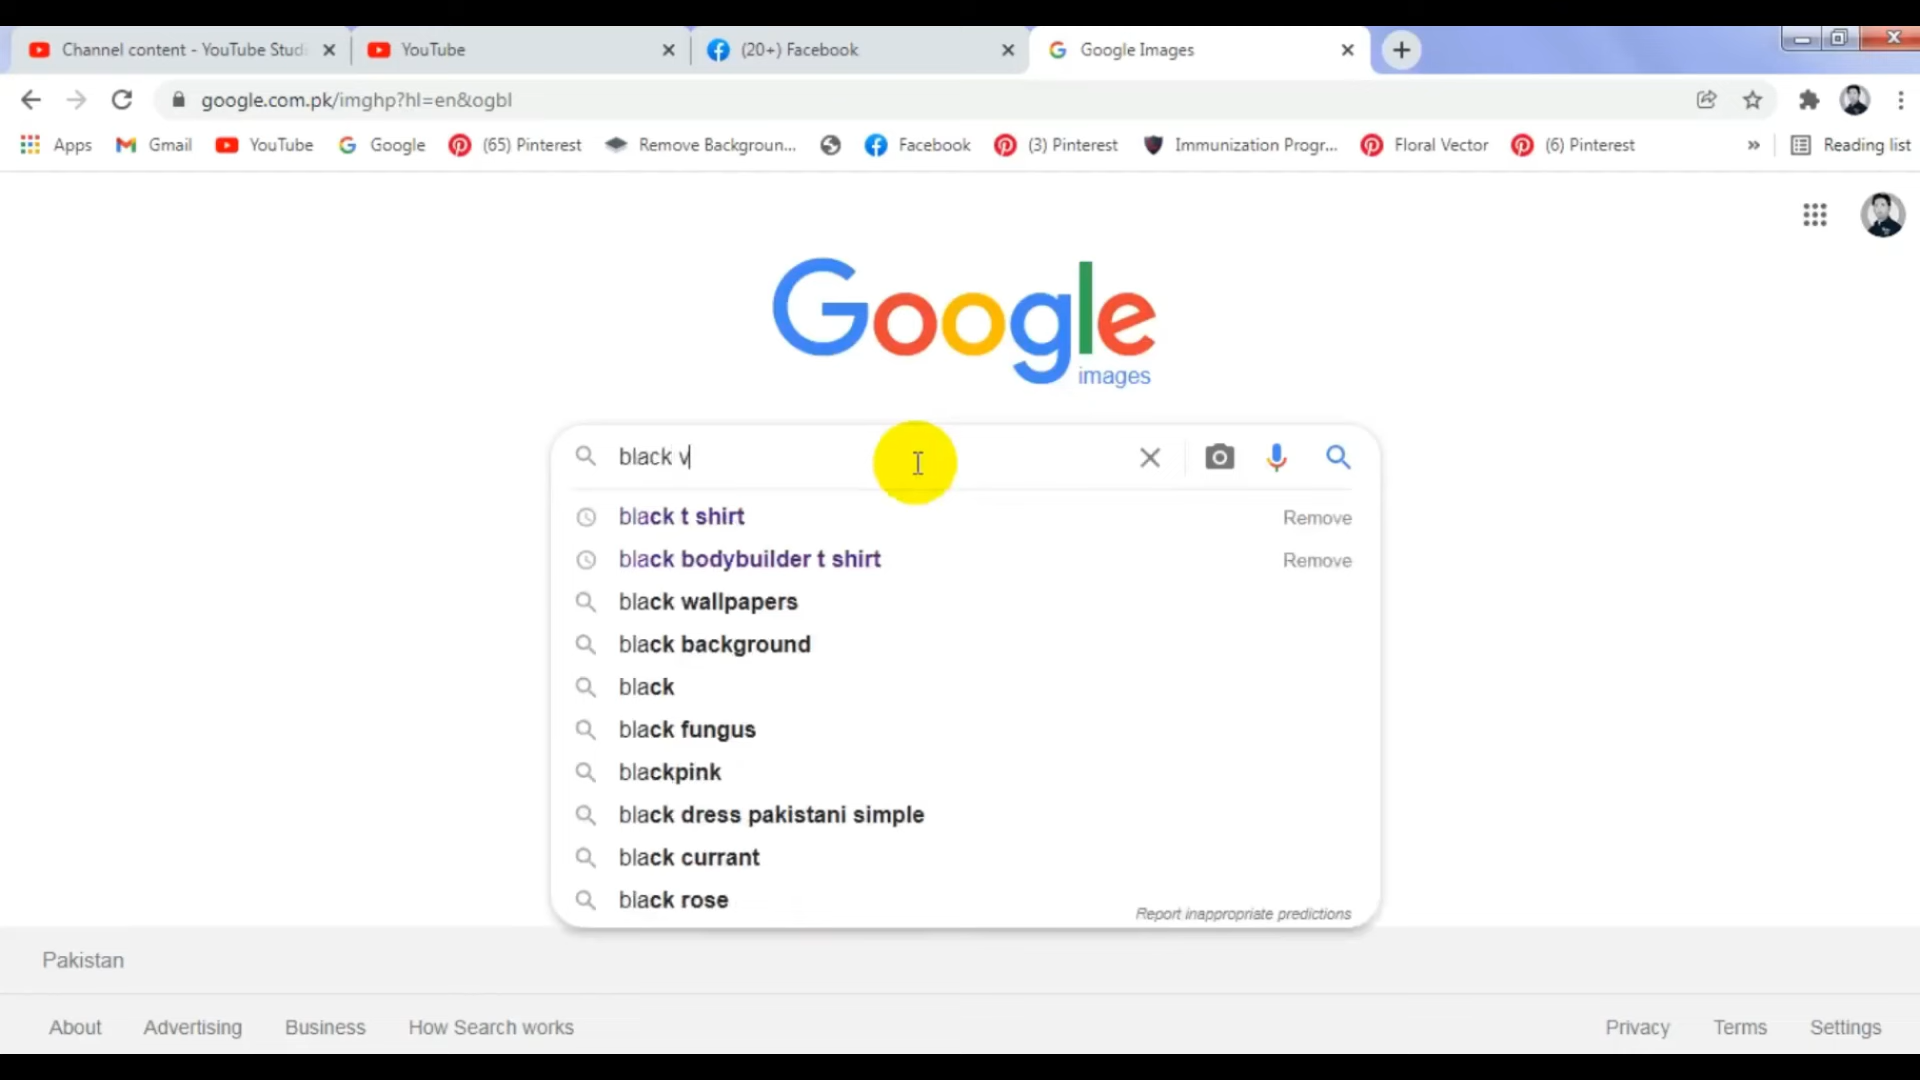 Channel content - YouTube Stud
YouTube
(20+) Facebook
Google Images
google.com.pk/imghp?hl=en&ogbl
Apps
Gmail
YouTube
Google
(65) Pinterest
Remove Backgroun...
Facebook
(3) Pinterest
Immunization Progr...
Floral Vector
(6) Pinterest
»
Reading list
Google
images
black v
black t shirt
Remove
black bodybuilder t shirt
Remove
black wallpapers
black background
black
black fungus
blackpink
black dress pakistani simple
black currant
black rose
Report inappropriate predictions
Pakistan
About
Advertising
Business
How Search works
Privacy
Terms
Settings